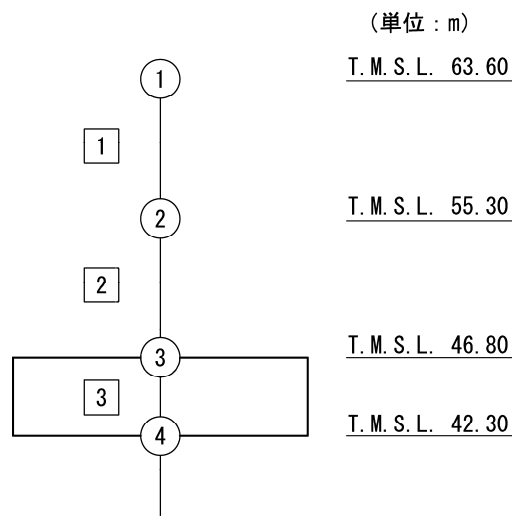 (単位:m)
① T.M.S.L. 63.60
1
② T.M.S.L. 55.30
2
③ T.M.S.L. 46.80
3
④ T.M.S.L. 42.30